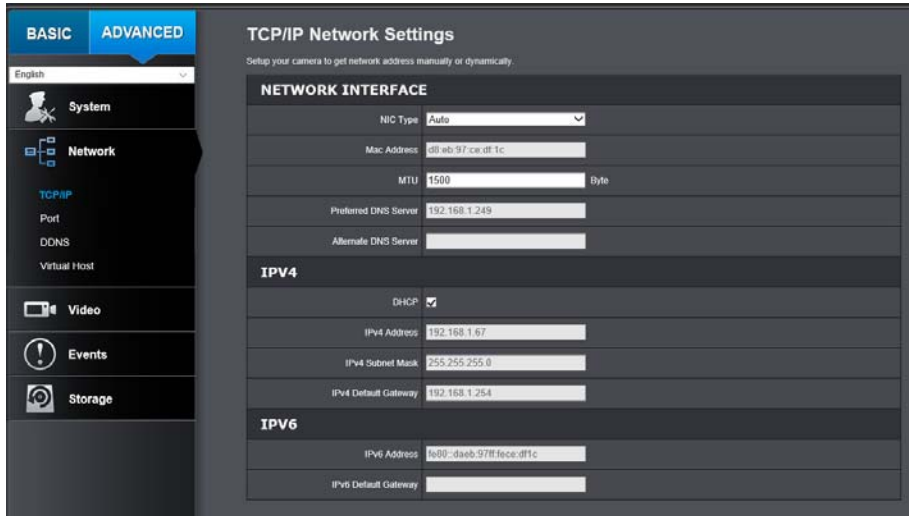 BASIC
ADVANCED
English
System
Network
TCP/IP
Port
DDNS
Virtual Host
Video
Events
Storage
TCP/IP Network Settings
Setup your camera to get network address manually or dynamically.
NETWORK INTERFACE
NIC Type Auto
Mac Address d8:eb:97:ce:df:1c
MTU 1500 Byte
Preferred DNS Server 192.168.1.249
Alternate DNS Server
IPV4
DHCP
IPv4 Address 192.168.1.67
IPv4 Subnet Mask 255.255.255.0
IPv4 Default Gateway 192.168.1.254
IPV6
IPv6 Address fe80::daeb:97ff:fece:df1c
IPv6 Default Gateway